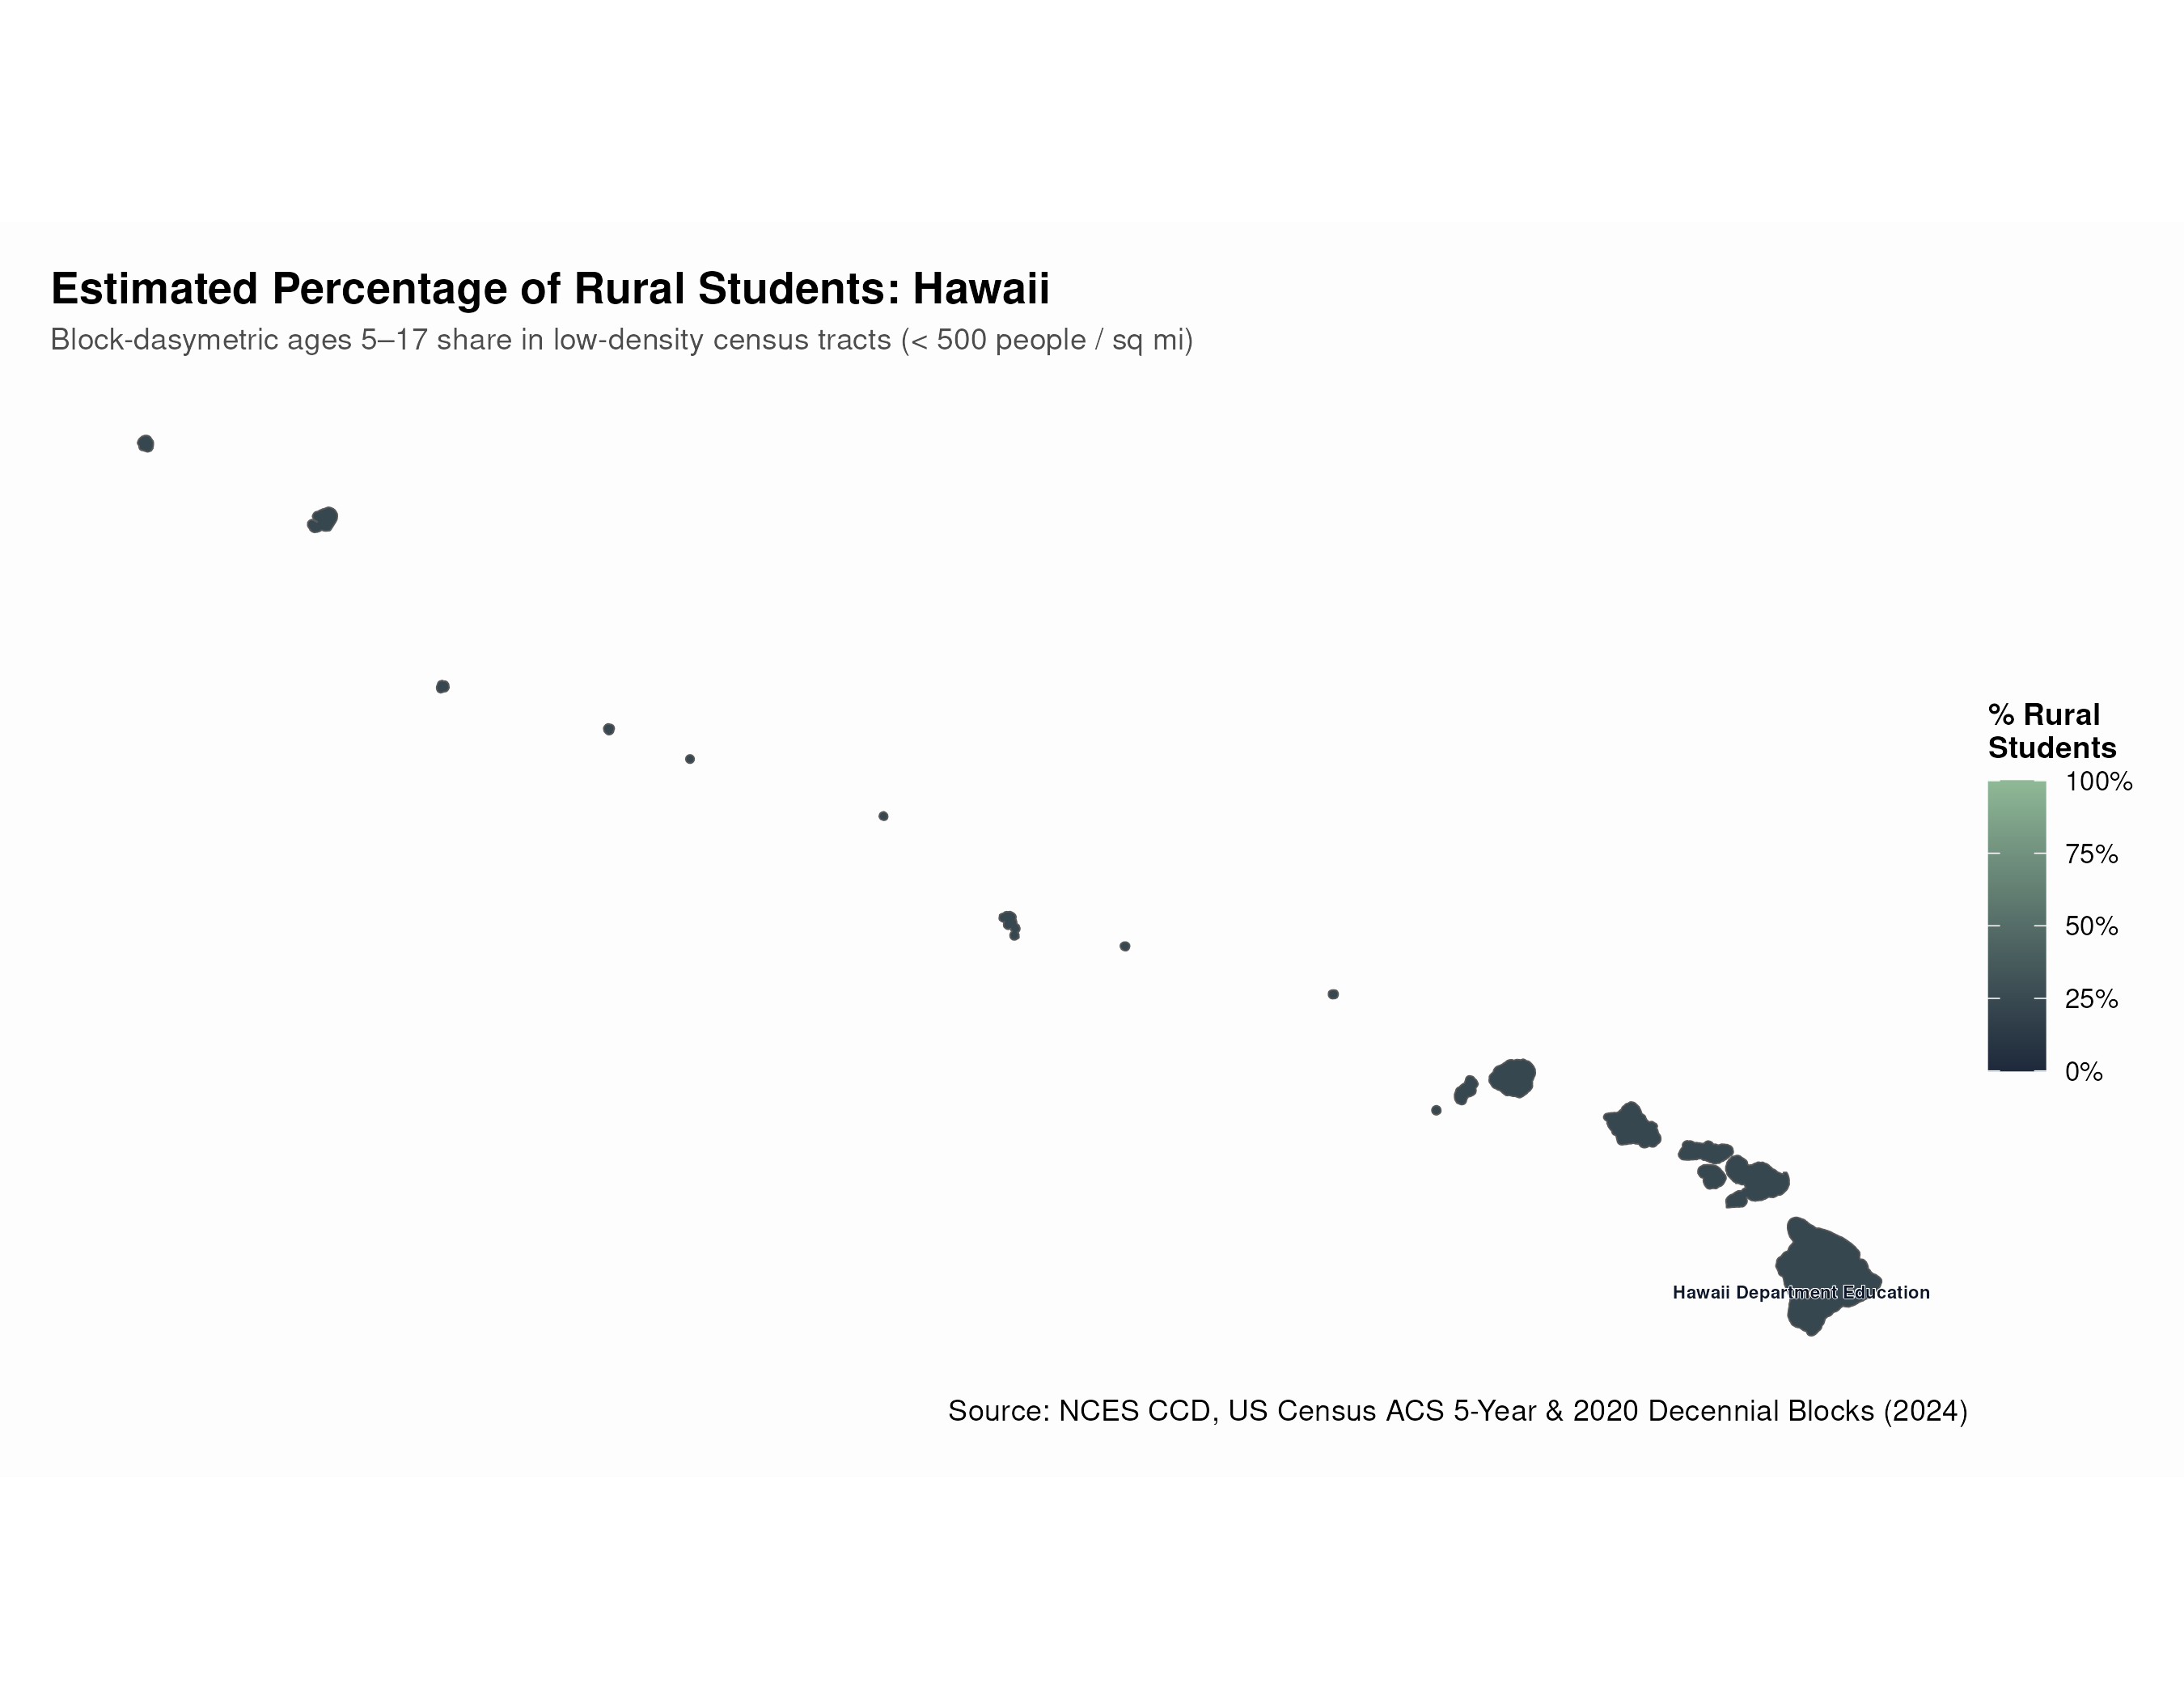 Estimated Percentage of Rural Students: Hawaii
Block-dasymetric ages 5–17 share in low-density census tracts (< 500 people / sq mi)
% Rural
Students
100%
75%
50%
25%
0%
Hawaii Department Education
Source: NCES CCD, US Census ACS 5-Year & 2020 Decennial Blocks (2024)